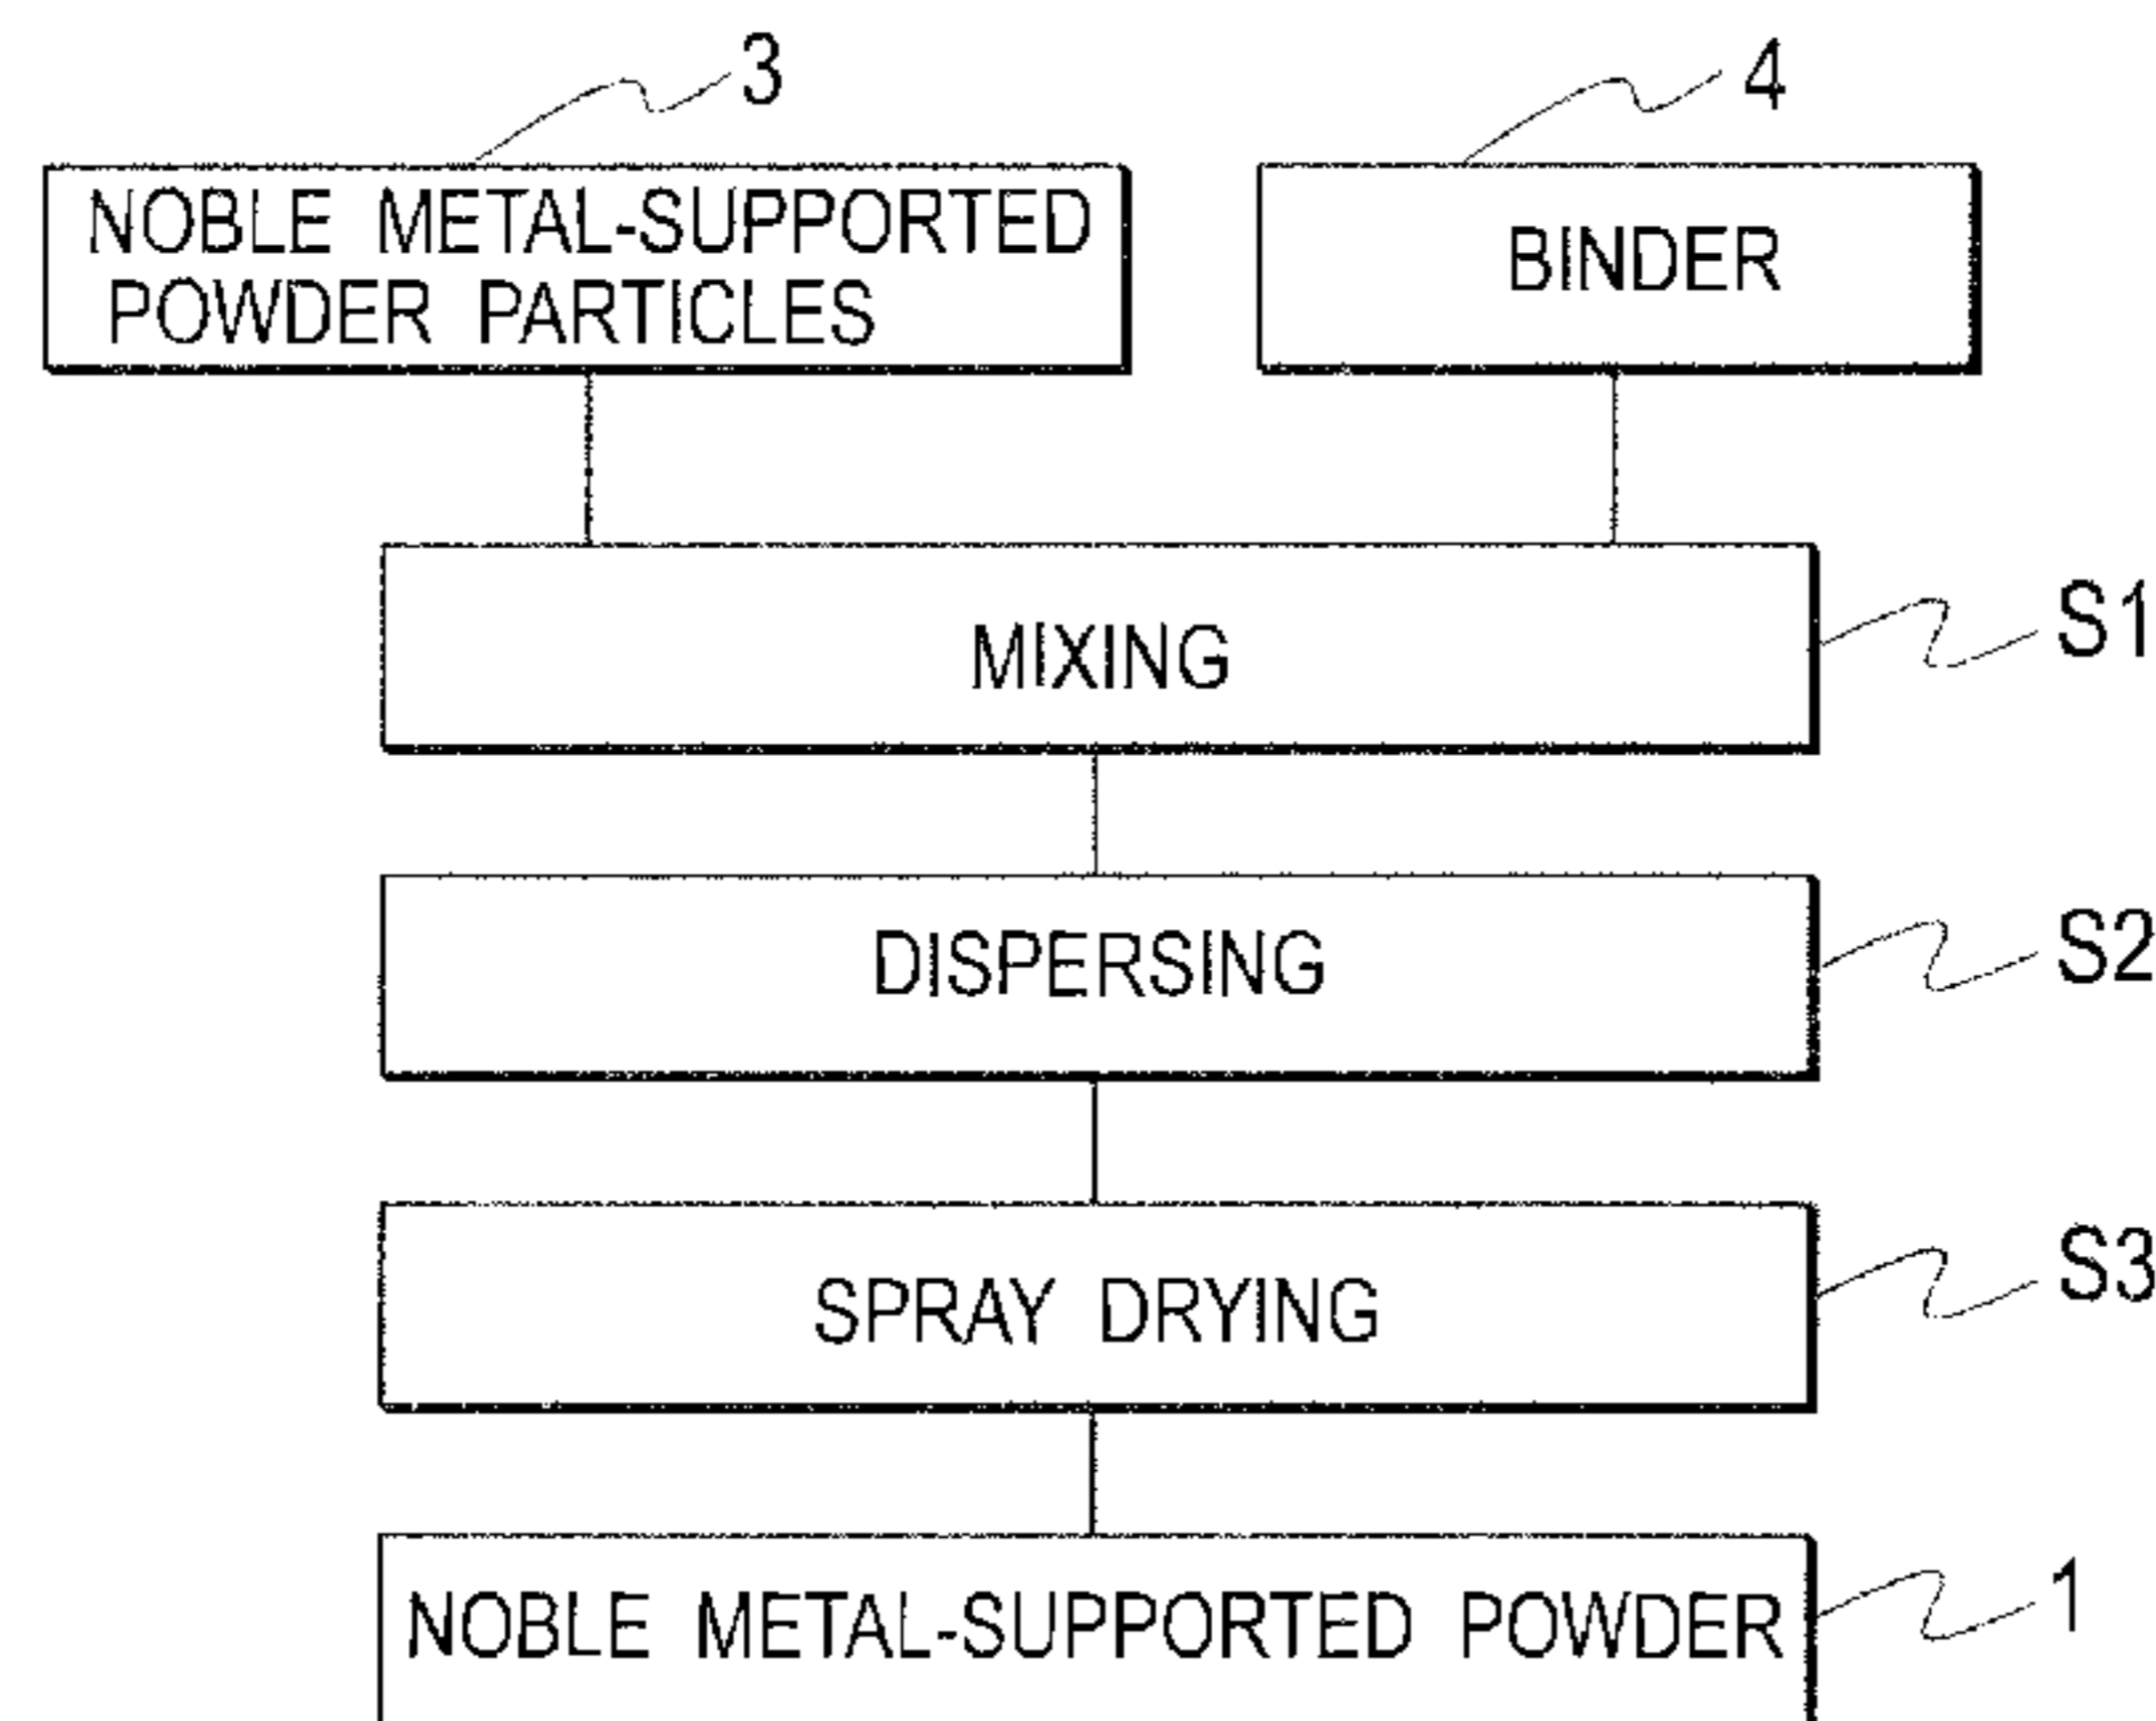 3
4
NOBLE METAL-SUPPORTED
POWDER PARTICLES
BINDER
MIXING
S1
DISPERSING
S2
SPRAY DRYING
S3
NOBLE METAL-SUPPORTED POWDER
1